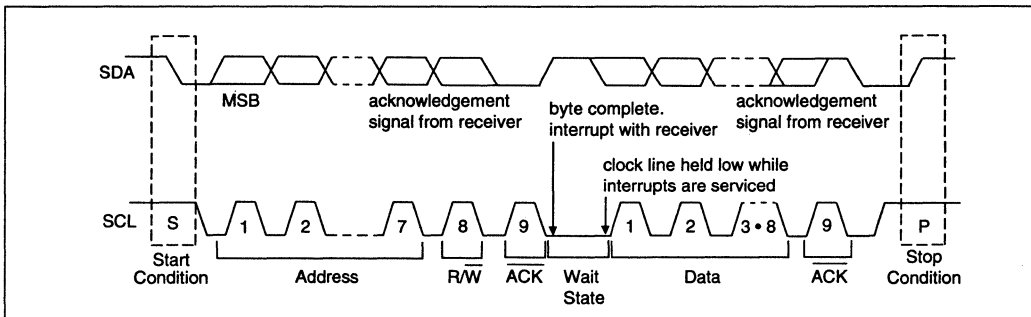 SDA
MSB
acknowledgement
signal from receiver
byte complete.
interrupt with receiver
acknowledgement
signal from receiver
clock line held low while
interrupts are serviced
SCL
S
1
2
7
8
9
1
2
3 • 8
9
P
Start
Condition
Address
R/W̅
A̅C̅K̅
Wait
State
Data
A̅C̅K̅
Stop
Condition